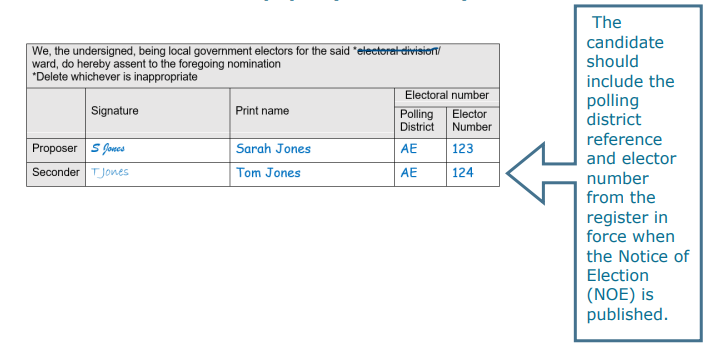 We, the undersigned, being local government electors for the said *electoral division/
ward, do hereby assent to the foregoing nomination
*Delete whichever is inappropriate
Electoral number
Signature
Print name
Polling
District
Elector
Number
Proposer S Jones Sarah Jones AE 123
Seconder T Jones Tom Jones AE 124
The
candidate
should
include the
polling
district
reference
and elector
number
from the
register in
force when
the Notice of
Election
(NOE) is
published.